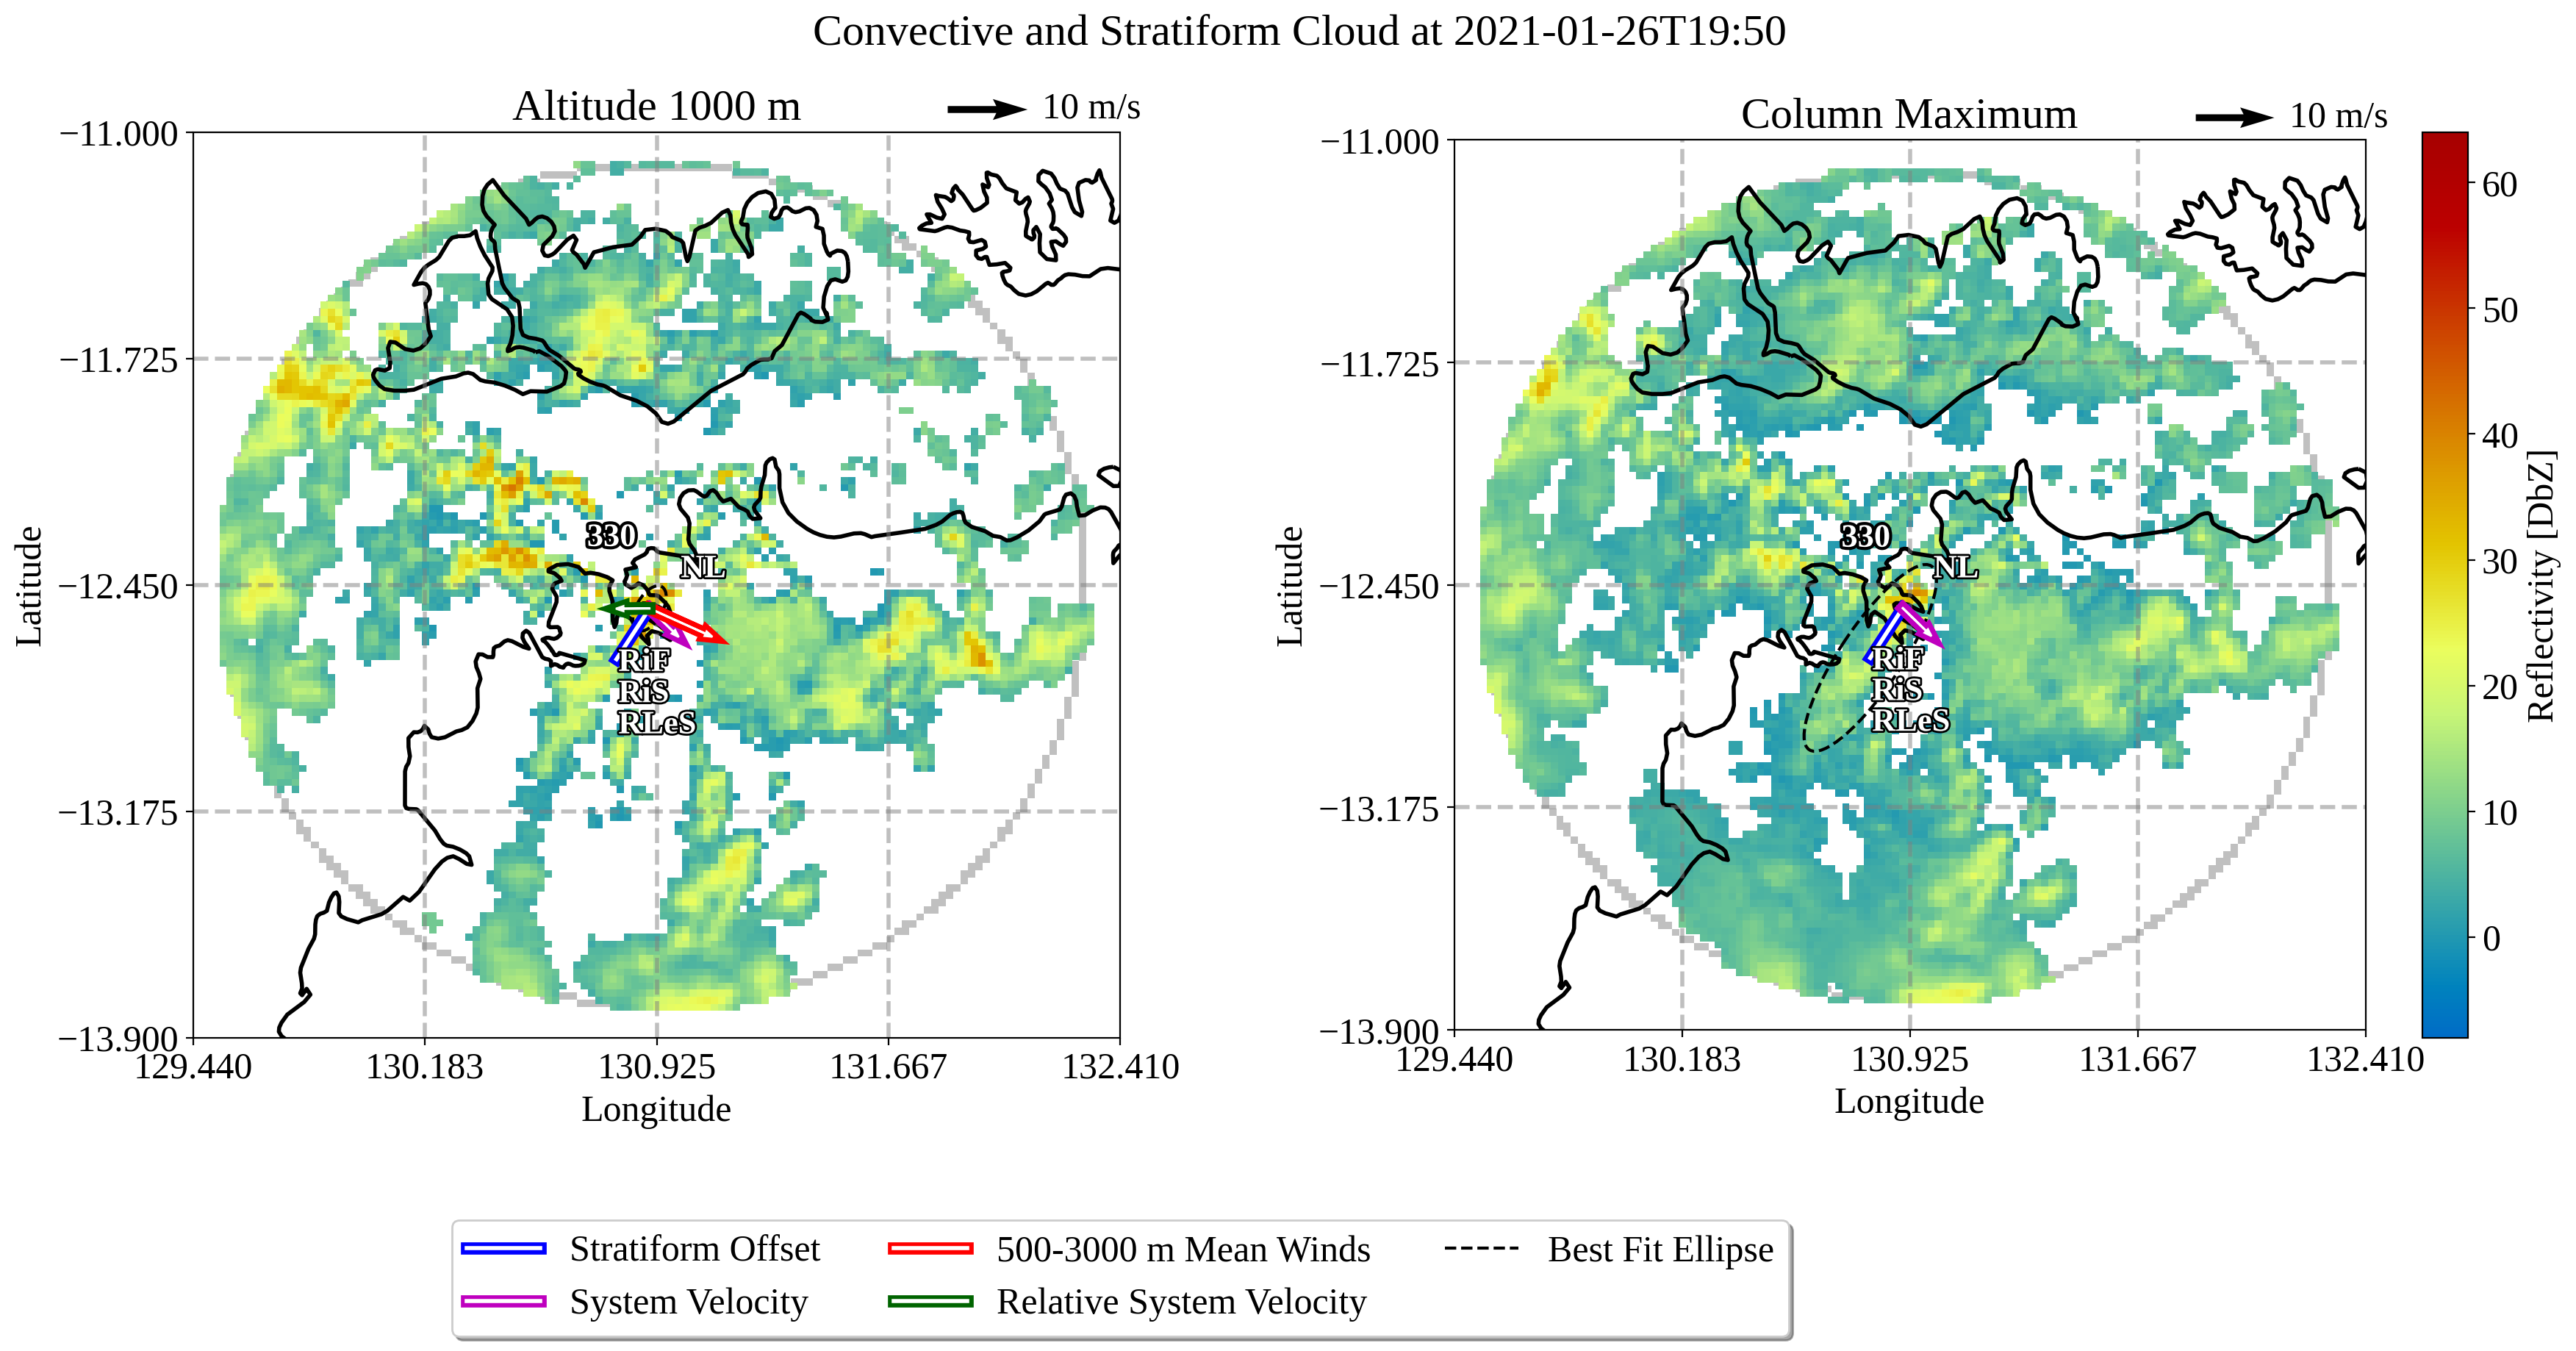 Convective and Stratiform Cloud at 2021-01-26T19:50
Altitude 1000 m
10 m/s
−11.000
−11.725
−12.450
−13.175
−13.900
Latitude
129.440
130.183
130.925
131.667
132.410
Longitude
330
NL
RiF
RiS
RLeS
Column Maximum
10 m/s
−11.000
−11.725
−12.450
−13.175
−13.900
Latitude
129.440
130.183
130.925
131.667
132.410
Longitude
330
NL
RiF
RiS
RLeS
60
50
40
30
20
10
0
Reflectivity [DbZ]
Stratiform Offset
500-3000 m Mean Winds
Best Fit Ellipse
System Velocity
Relative System Velocity